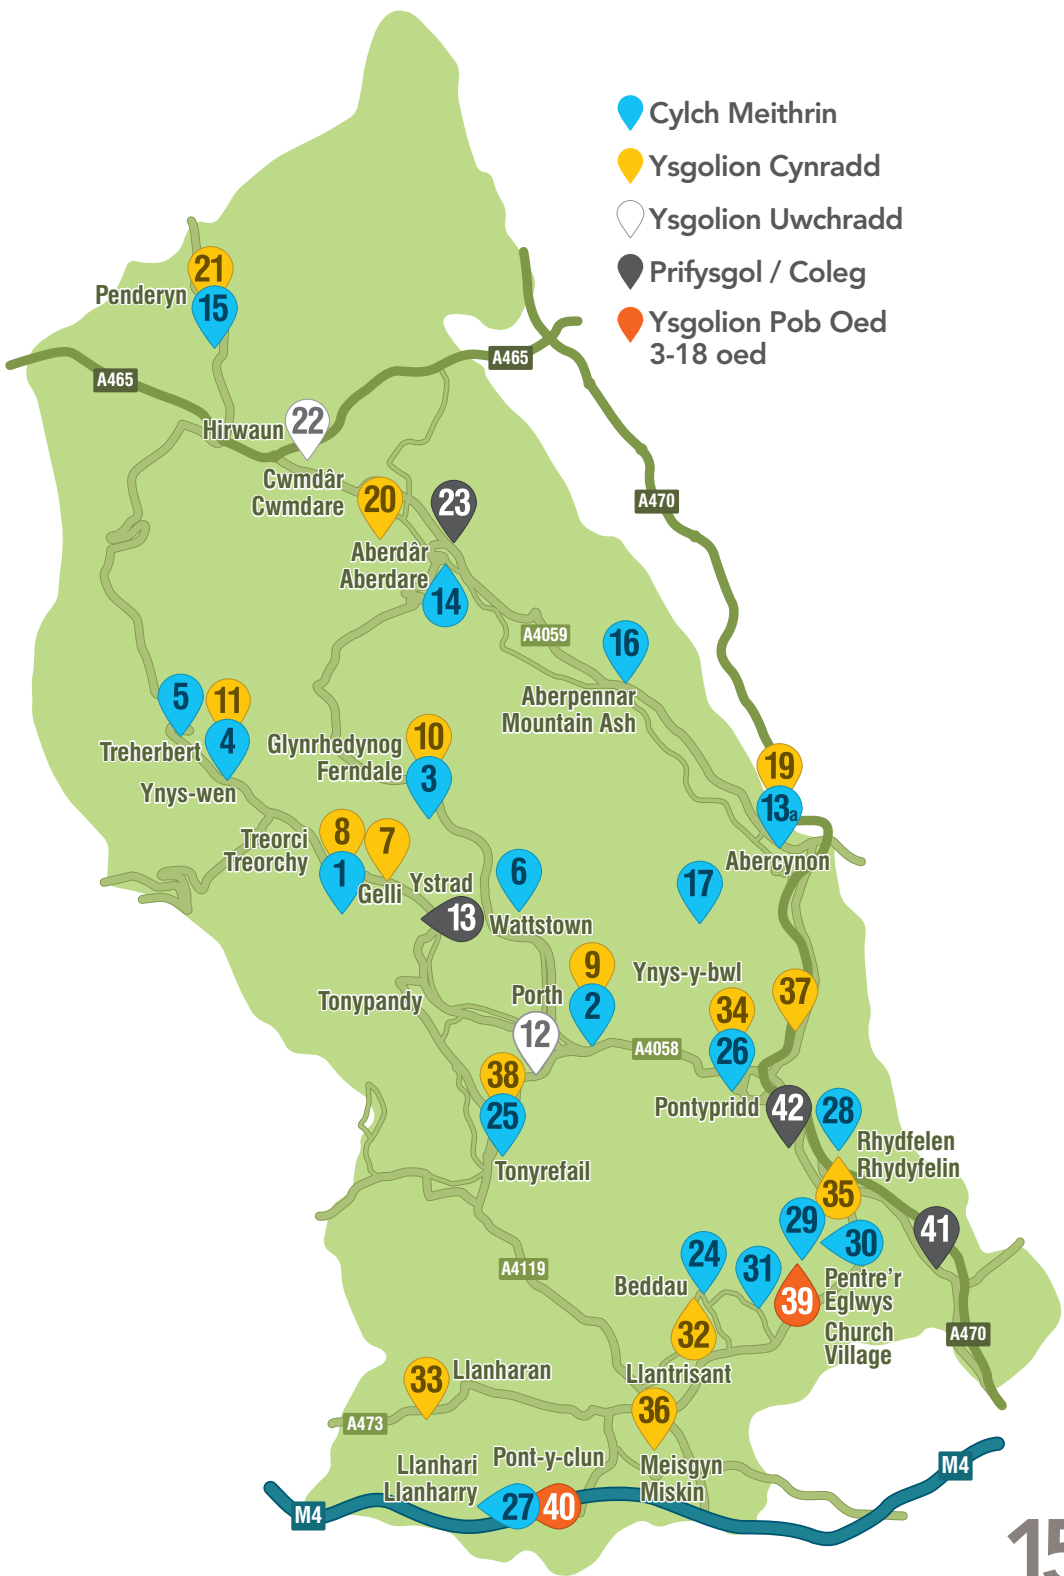 Cylch Meithrin
Ysgolion Cynradd
Ysgolion Uwchradd
Prifysgol / Coleg
Ysgolion Pob Oed
3-18 oed
21
Penderyn
15
A465
A465
22
Hirwaun
Cwmdâr
Cwmdare
20
23
A470
Aberdâr
Aberdare
14
A4059
16
Aberpennar
Mountain Ash
5
11
4
Treherbert
Ynys-wen
Glynrhedynog
Ferndale
10
3
19
13a
Abercynon
8
7
Treorci
Treorchy
1
Gelli
Ystrad
13
6
Wattstown
17
9
Ynys-y-bwl
37
Tonypandy
Porth
2
34
12
A4058
26
38
25
Pontypridd
42
28
Rhydfelen
Rhydyfelin
Tonyrefail
35
29
30
41
A4119
24
31
Beddau
39
Pentre'r
Eglwys
Church
Village
32
A470
Llantrisant
33
Llanharan
36
A473
Llanhari
Llanharry
Pont-y-clun
Meisgyn
Miskin
M4
27
40
M4
15